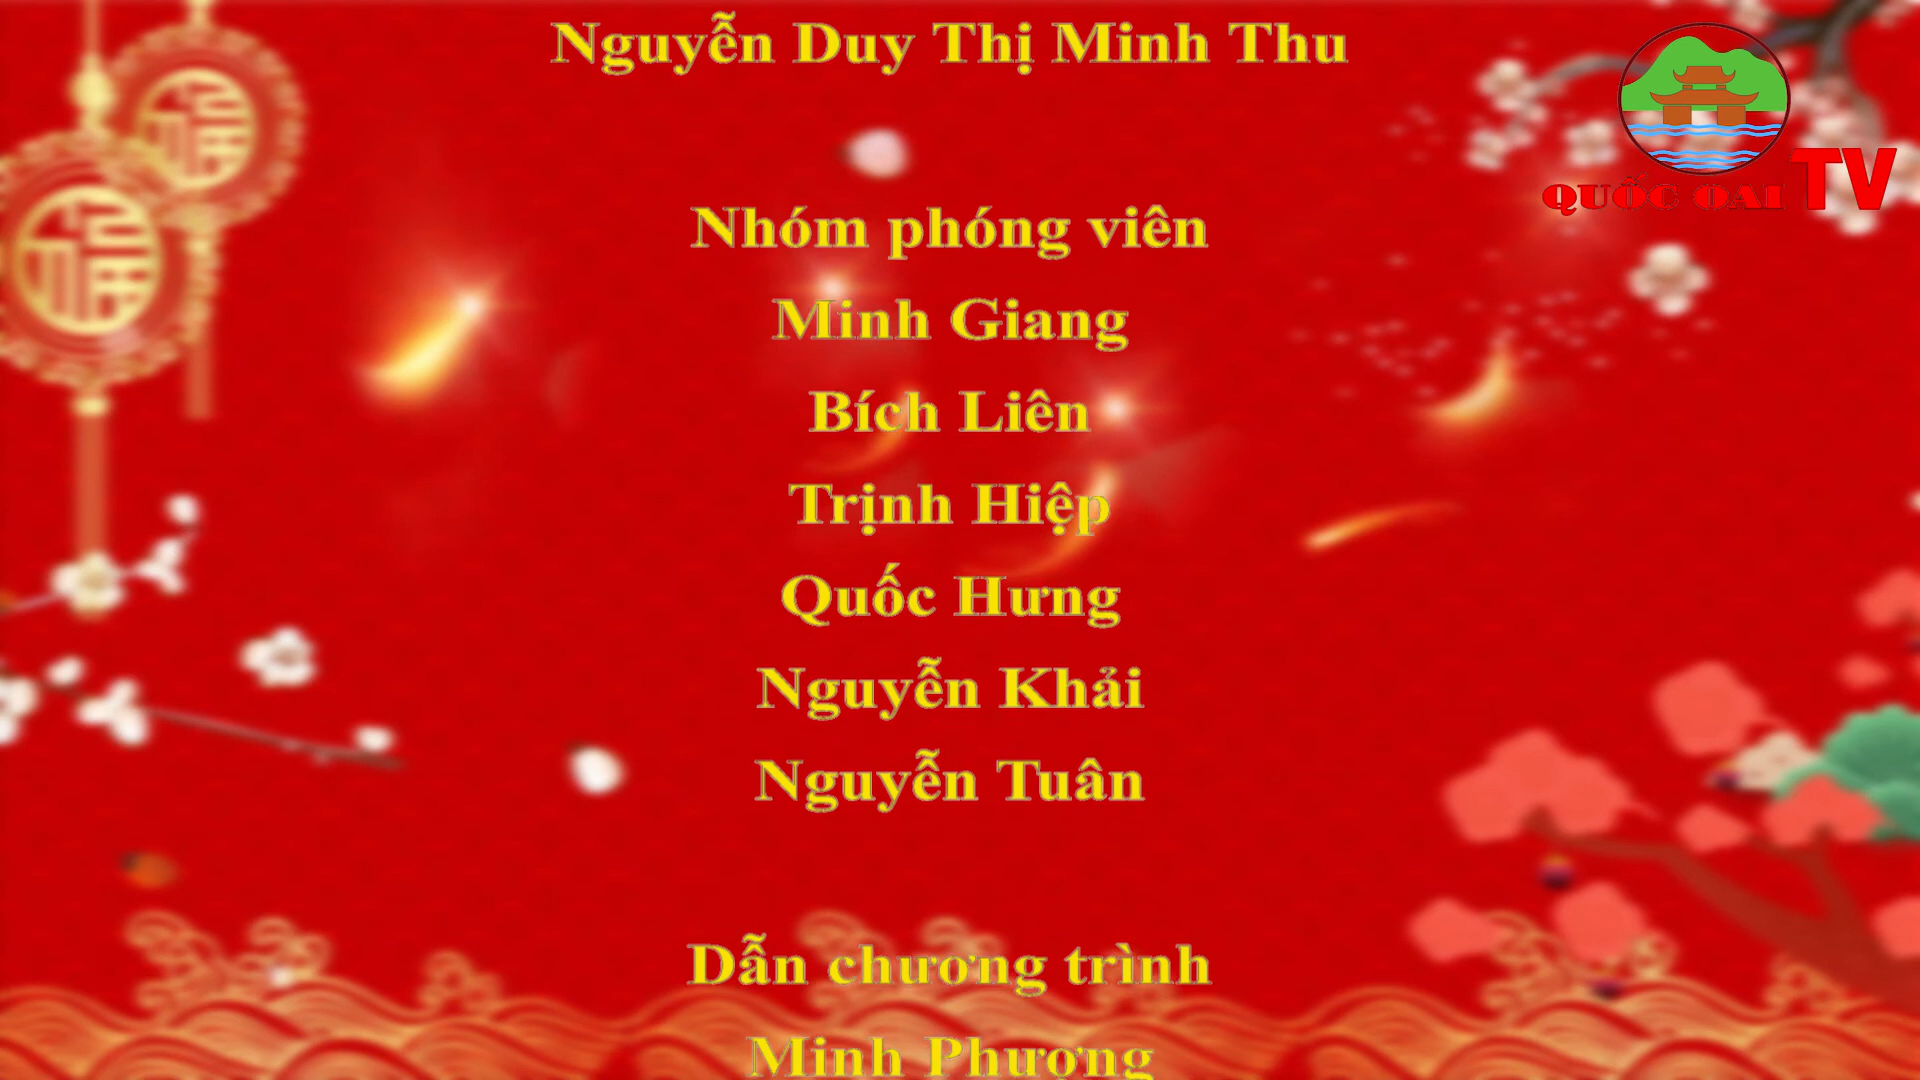 Nguyễn Duy Thị Minh Thu
QUỐC OAI TV
Nhóm phóng viên
Minh Giang
Bích Liên
Trịnh Hiệp
Quốc Hưng
Nguyễn Khải
Nguyễn Tuân
Dẫn chương trình
Minh Phượng